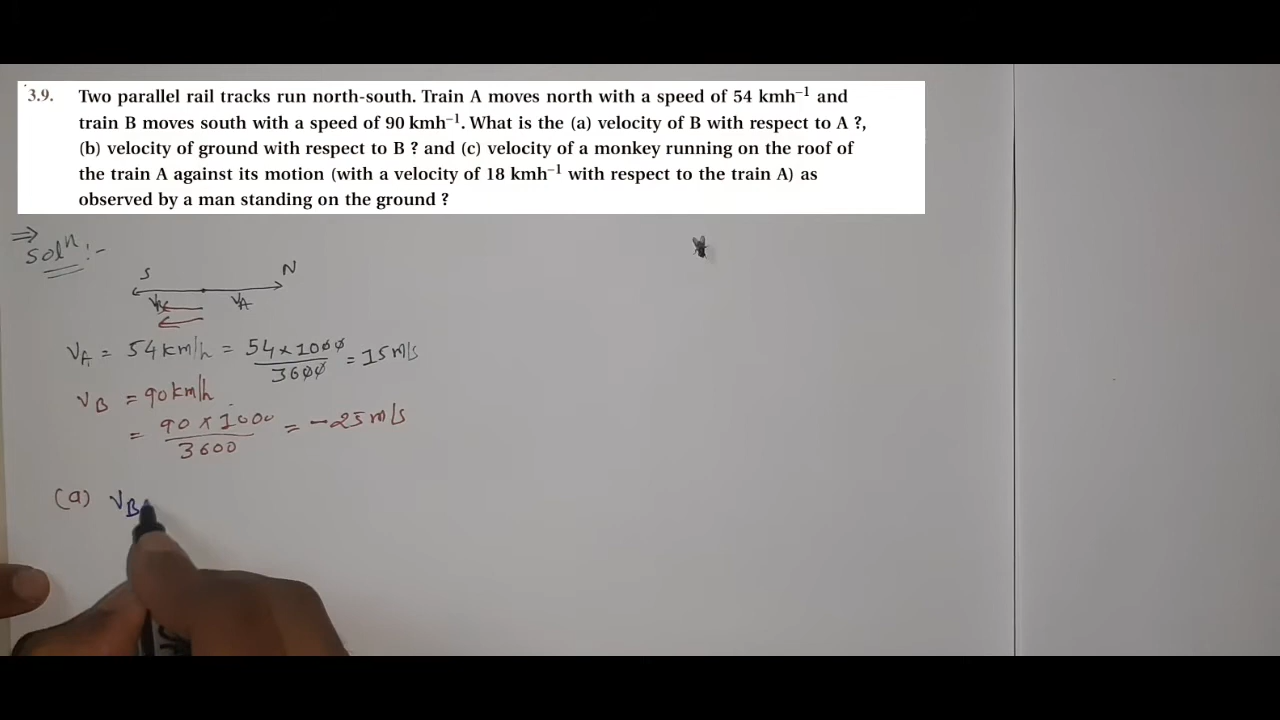 3.9. Two parallel rail tracks run north-south. Train A moves north with a speed of 54 kmh⁻¹ and
train B moves south with a speed of 90 kmh⁻¹. What is the (a) velocity of B with respect to A ?,
(b) velocity of ground with respect to B ? and (c) velocity of a monkey running on the roof of
the train A against its motion (with a velocity of 18 kmh⁻¹ with respect to the train A) as
observed by a man standing on the ground ?
⇒ Solⁿ :-
S N
V_A
V_A = 54 km/h = 54 × 1000 / 3600 = 15 m/s
V_B = 90 km/h
= 90 × 1000 / 3600 = -25 m/s
(a) V_B